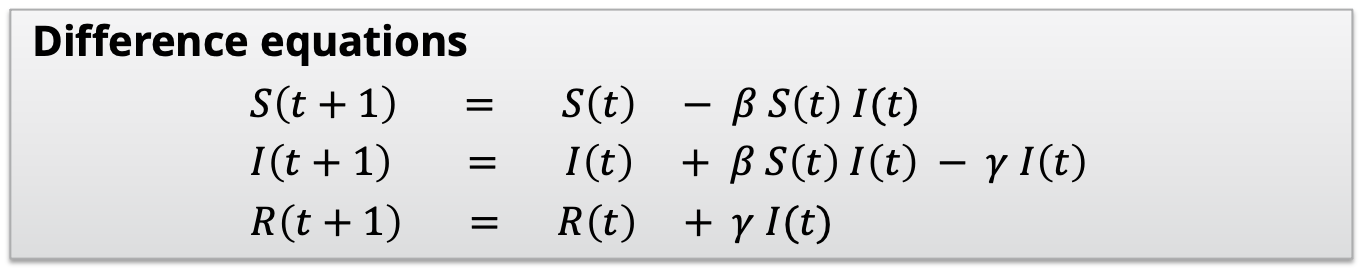 Difference equations
S(t + 1) = S(t) − β S(t) I(t)
I(t + 1) = I(t) + β S(t) I(t) − γ I(t)
R(t + 1) = R(t) + γ I(t)